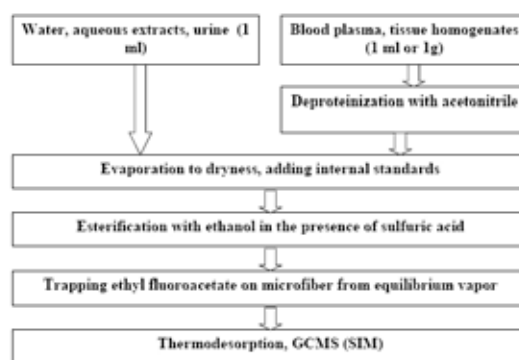 Water, aqueous extracts, urine (1
ml)
Blood plasma, tissue homogenates
(1 ml or 1g)
Deproteinization with acetonitrile
Evaporation to dryness, adding internal standards
Esterification with ethanol in the presence of sulfuric acid
Trapping ethyl fluoroacetate on microfiber from equilibrium vapor
Thermodesorption, GCMS (SIM)